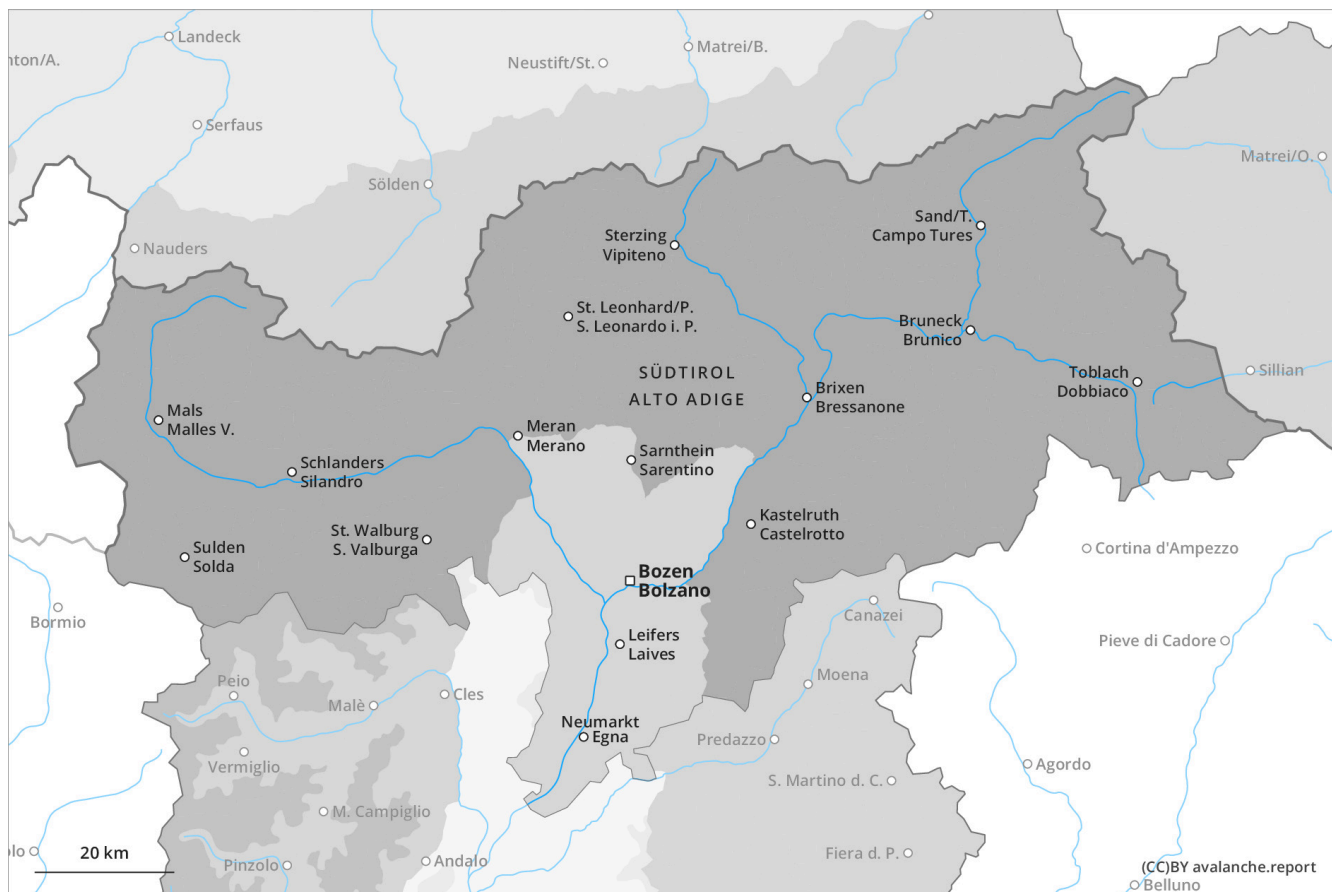 Landeck
nton/A.
Matrei/B.
Neustift/St.
Serfaus
Matrei/O.
Sölden
Sand/T.
Campo Tures
Sterzing
Vipiteno
Nauders
St. Leonhard/P.
S. Leonardo i. P.
Bruneck
Brunico
SÜDTIROL
ALTO ADIGE
Toblach
Dobbiaco
Sillian
Brixen
Bressanone
Mals
Malles V.
Meran
Merano
Sarnthein
Sarentino
Schlanders
Silandro
Kastelruth
Castelrotto
St. Walburg
S. Valburga
Sulden
Solda
Cortina d'Ampezzo
Bozen
Bolzano
Bormio
Canazei
Leifers
Laives
Pieve di Cadore
Moena
Peio
Malè
Cles
Neumarkt
Egna
Predazzo
Vermiglio
Agordo
S. Martino d. C.
M. Campiglio
olo
20 km
Pinzolo
Andalo
Fiera d. P.
(CC)BY avalanche.report
Belluno